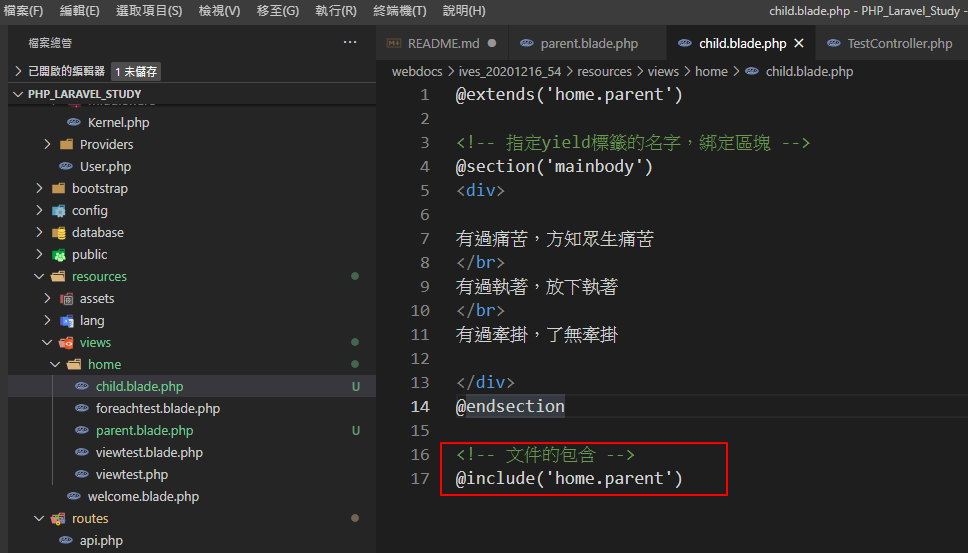 檔案(F) 編輯(E) 選取項目(S) 檢視(V) 移至(G) 執行(R) 終端機(T) 說明(H) child.blade.php - PHP_Laravel_Study -
檔案總管 ...
README.md parent.blade.php child.blade.php TestController.php
已開啟的編輯器 1 未儲存
webdocs > ives_20201216_54 > resources > views > home > child.blade.php
PHP_LARAVEL_STUDY
Kernel.php
Providers
User.php
bootstrap
config
database
public
resources
assets
lang
views
home
child.blade.php U
foreachtest.blade.php
parent.blade.php U
viewtest.blade.php
viewtest.php
welcome.blade.php
routes
api.php
1 @extends('home.parent')
2
3 <!-- 指定yield標籤的名字，綁定區塊 -->
4 @section('mainbody')
5 <div>
6
7 有過痛苦，方知眾生痛苦
8 </br>
9 有過執著，放下執著
10 </br>
11 有過牽掛，了無牽掛
12
13 </div>
14 @endsection
15
16 <!-- 文件的包含 -->
17 @include('home.parent')